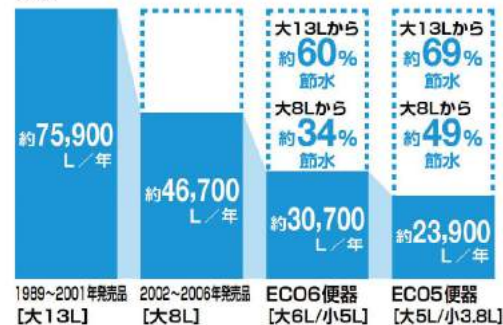 約75,900
L／年
約46,700
L／年
大13Lから
約60%
節水
大8Lから
約34%
節水
約30,700
L／年
大13Lから
約69%
節水
大8Lから
約49%
節水
約23,900
L／年
1989~2001年発売品
[大13L]
2002~2006年発売品
[大8L]
ECO6便器
[大6L/小5L]
ECO5便器
[大5L/小3.8L]